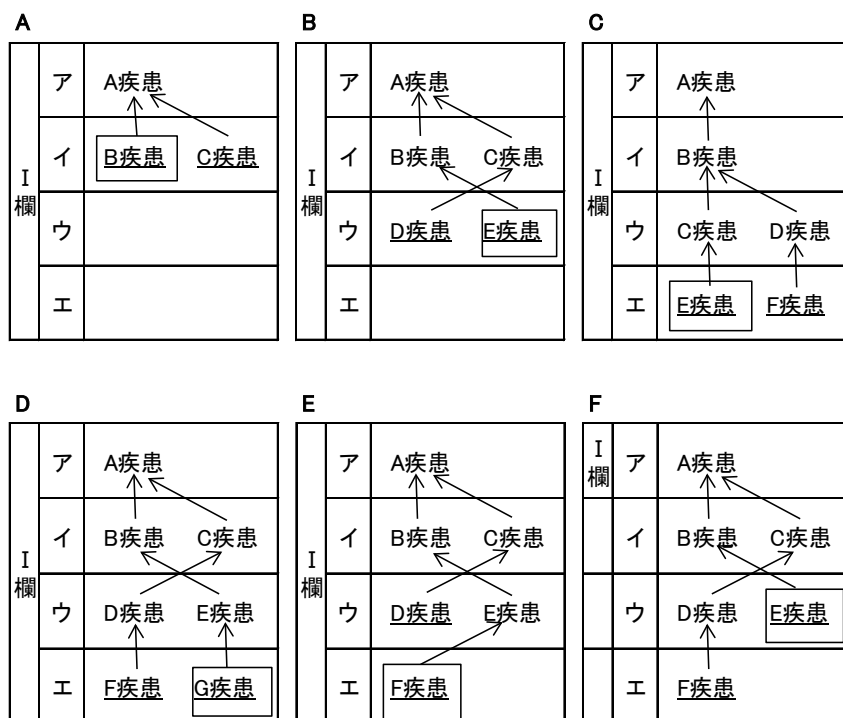 A
ア A疾患
イ B疾患 C疾患
I欄
ウ
エ
B
ア A疾患
イ B疾患 C疾患
I欄
ウ D疾患 E疾患
エ
C
ア A疾患
イ B疾患
I欄
ウ C疾患 D疾患
エ E疾患 F疾患
D
ア A疾患
イ B疾患 C疾患
I欄
ウ D疾患 E疾患
エ F疾患 G疾患
E
ア A疾患
イ B疾患 C疾患
I欄
ウ D疾患 E疾患
エ F疾患
F
I欄 ア A疾患
イ B疾患 C疾患
ウ D疾患 E疾患
エ F疾患